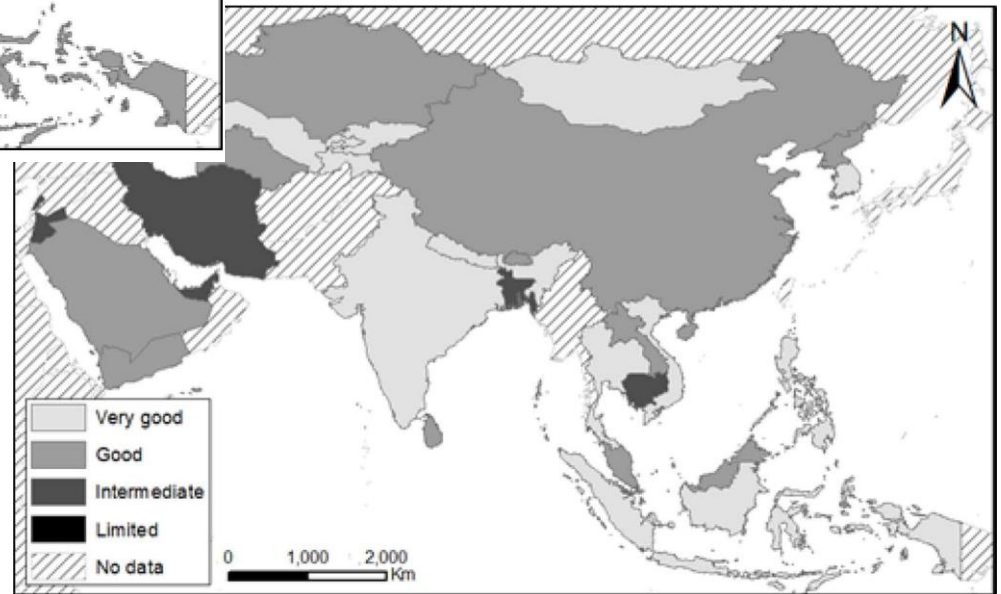 N
Very good
Good
Intermediate
Limited
No data
0 1,000 2,000
Km